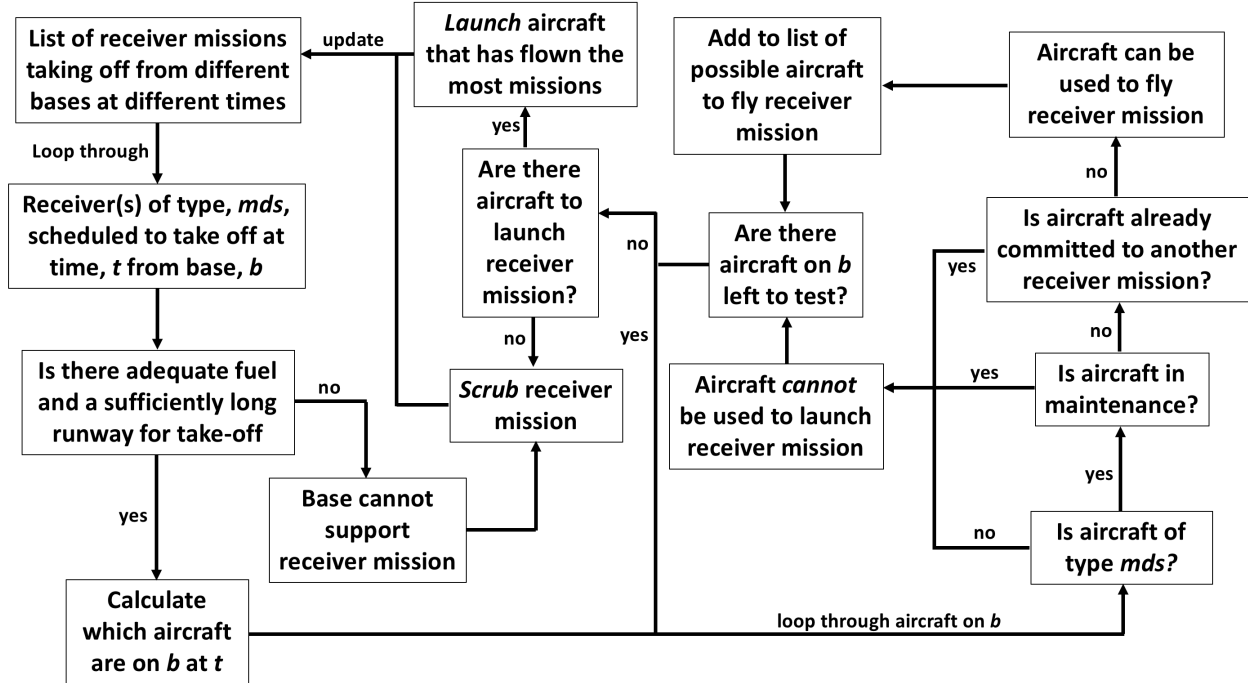 List of receiver missions
taking off from different
bases at different times
update
Launch aircraft
that has flown the
most missions
Add to list of
possible aircraft
to fly receiver
mission
Aircraft can be
used to fly
receiver mission
Loop through
yes
no
Receiver(s) of type, mds,
scheduled to take off at
time, t from base, b
Are there
aircraft to
launch
receiver
mission?
no
Are there
aircraft on b
left to test?
yes
Is aircraft already
committed to another
receiver mission?
yes
no
no
Is there adequate fuel
and a sufficiently long
runway for take-off
no
Scrub receiver
mission
Aircraft cannot
be used to launch
receiver mission
yes
Is aircraft in
maintenance?
yes
yes
Base cannot
support
receiver mission
no
Is aircraft of
type mds?
Calculate
which aircraft
are on b at t
loop through aircraft on b